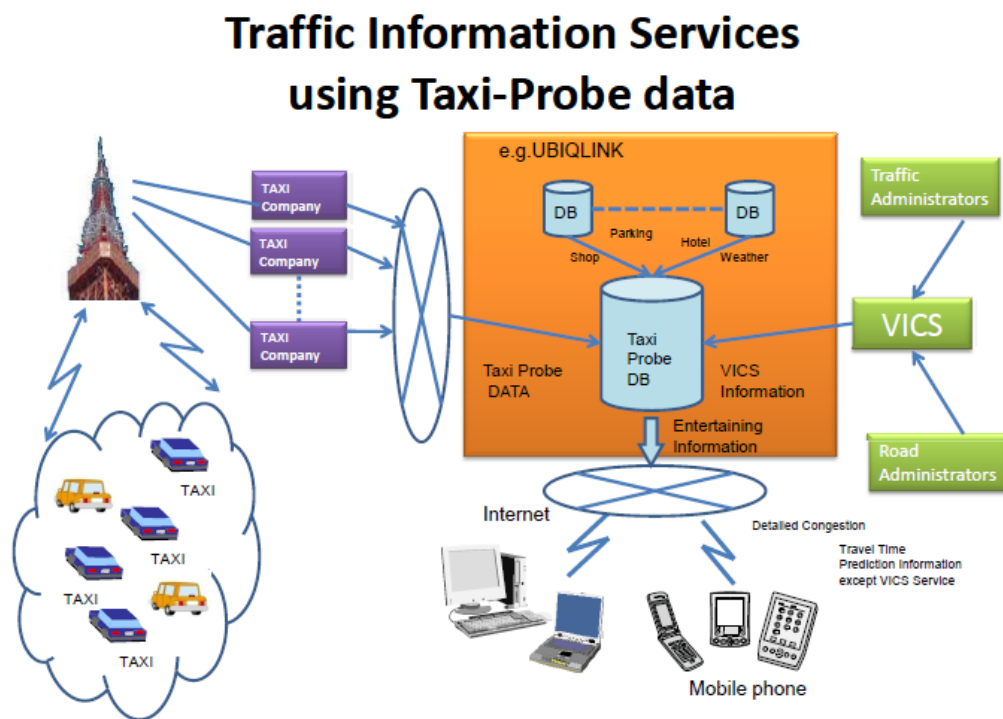 Traffic Information Services
using Taxi-Probe data
e.g.UBIQLINK
TAXI
Company
TAXI
Company
TAXI
Company
DB
DB
Parking
Hotel
Shop
Weather
Taxi
Probe
DB
Taxi Probe
DATA
VICS
Information
Entertaining
Information
Traffic
Administrators
VICS
Road
Administrators
TAXI
TAXI
TAXI
TAXI
Internet
Detailed Congestion
Travel Time
Prediction Information
except VICS Service
Mobile phone